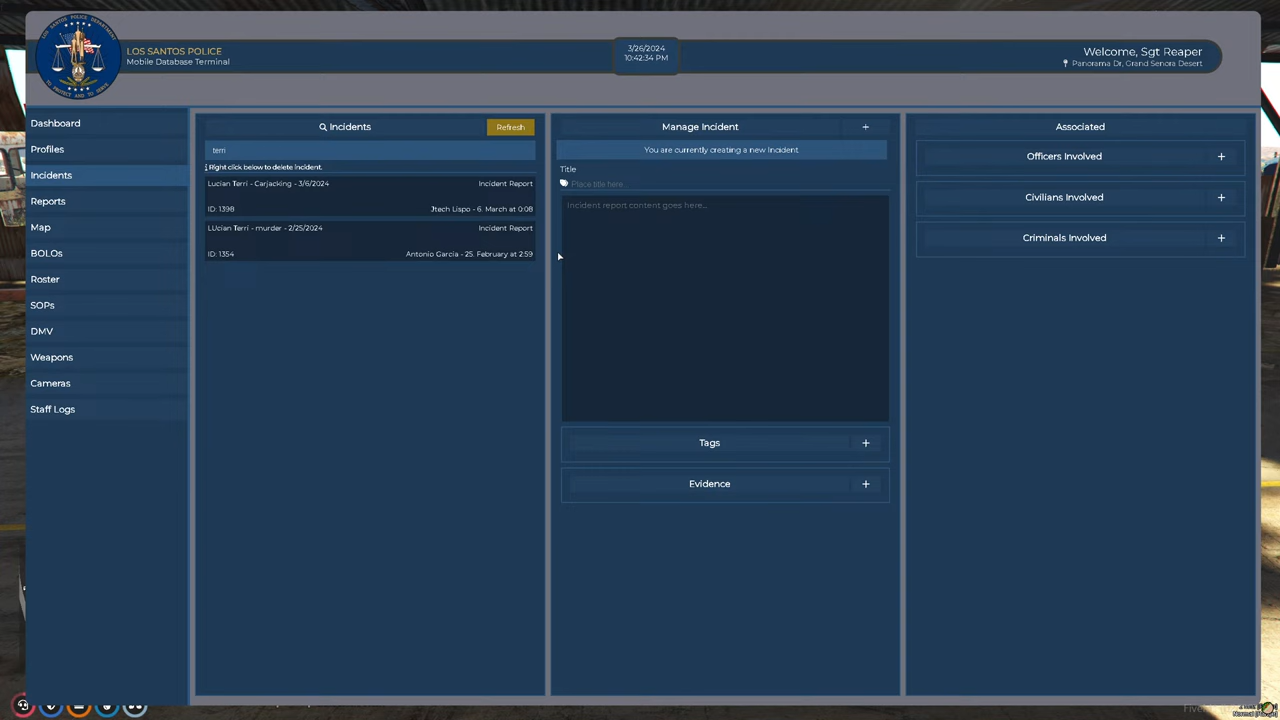 LOS SANTOS POLICE
Mobile Database Terminal
3/26/2024
10:42:34 PM
Welcome, Sgt Reaper
Panorama Dr, Grand Senora Desert
Dashboard
Profiles
Incidents
Reports
Map
BOLOs
Roster
SOPs
DMV
Weapons
Cameras
Staff Logs
Incidents
Refresh
terri
Right click below to delete incident.
Lucian Terri - Carjacking - 3/6/2024
Incident Report
ID: 1398
Jtech Lispo - 6. March at 0:08
LUcian Terri - murder - 2/25/2024
Incident Report
ID: 1354
Antonio Garcia - 25. February at 2:59
Manage Incident
+
You are currently creating a new Incident.
Title
Place title here..
Incident report content goes here...
Tags
+
Evidence
+
Associated
Officers Involved
+
Civilians Involved
+
Criminals Involved
+